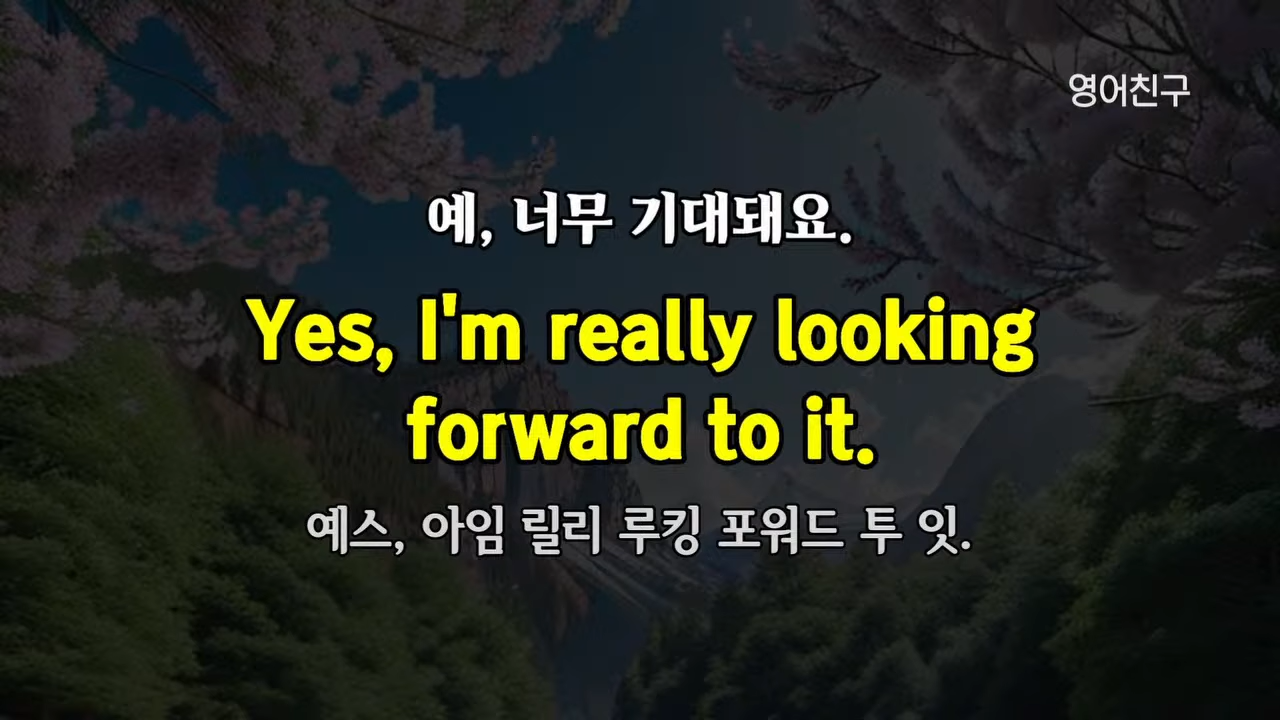 영어친구
예, 너무 기대돼요.
Yes, I'm really looking
forward to it.
예스, 아임 릴리 루킹 포워드 투 잇.